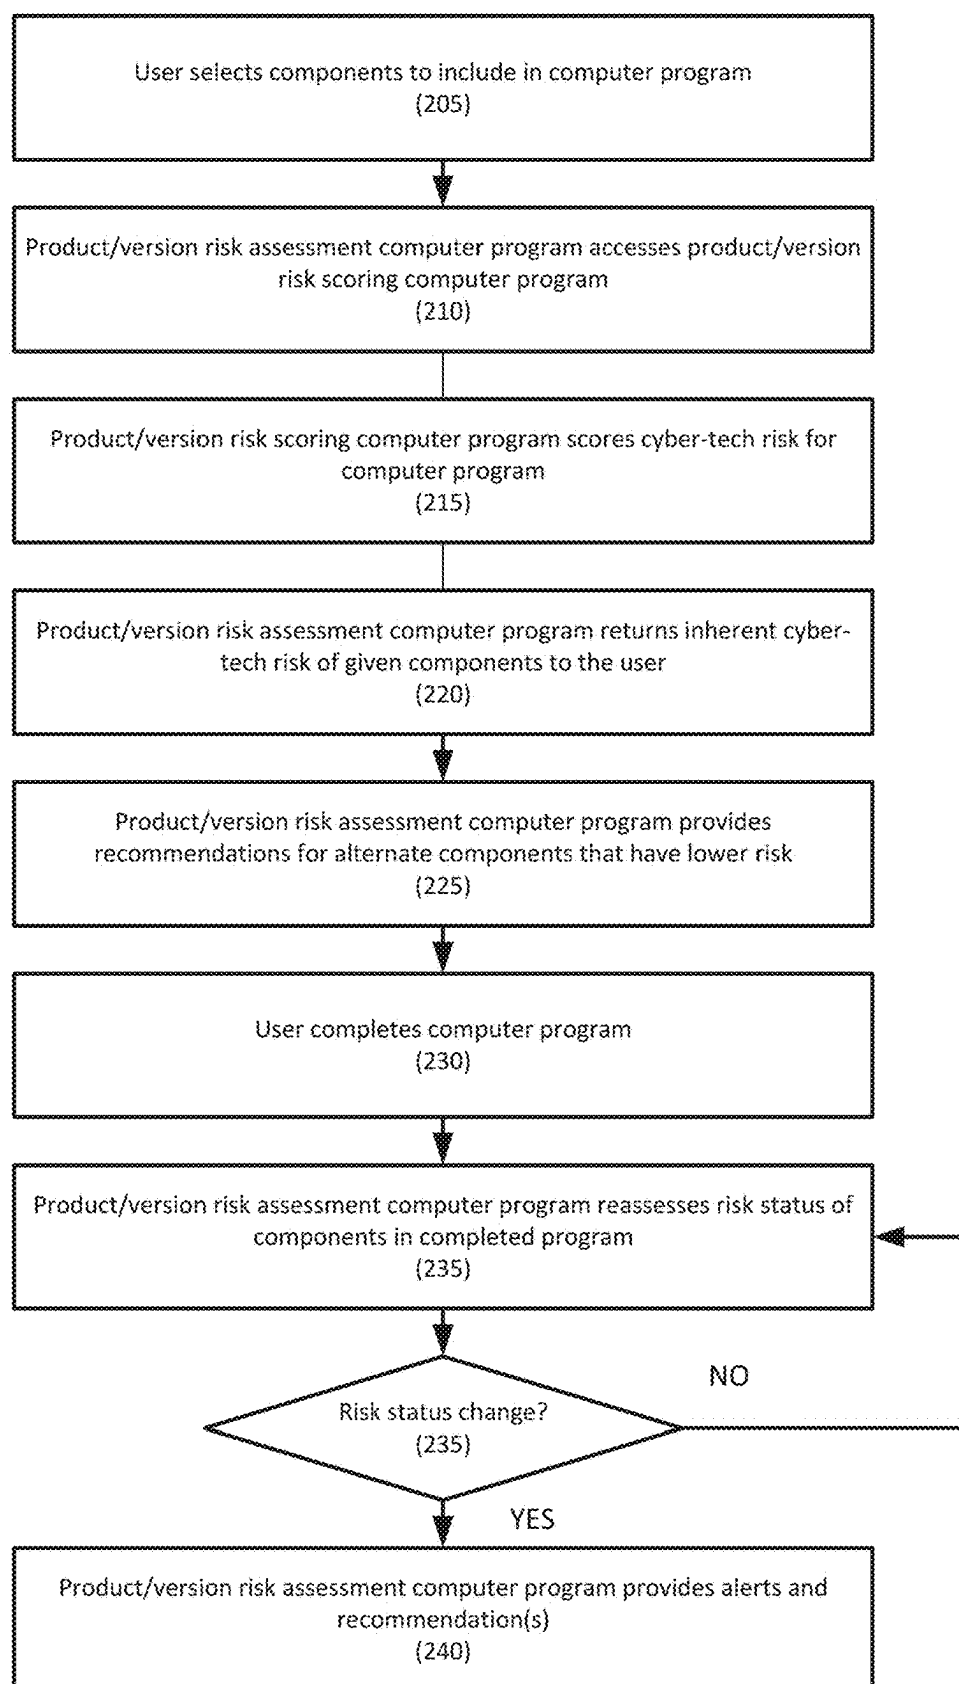 User selects components to include in computer program
(205)
Product/version risk assessment computer program accesses product/version
risk scoring computer program
(210)
Product/version risk scoring computer program scores cyber-tech risk for
computer program
(215)
Product/version risk assessment computer program returns inherent cyber-
tech risk of given components to the user
(220)
Product/version risk assessment computer program provides
recommendations for alternate components that have lower risk
(225)
User completes computer program
(230)
Product/version risk assessment computer program reassesses risk status of
components in completed program
(235)
NO
Risk status change?
(235)
YES
Product/version risk assessment computer program provides alerts and
recommendation(s)
(240)